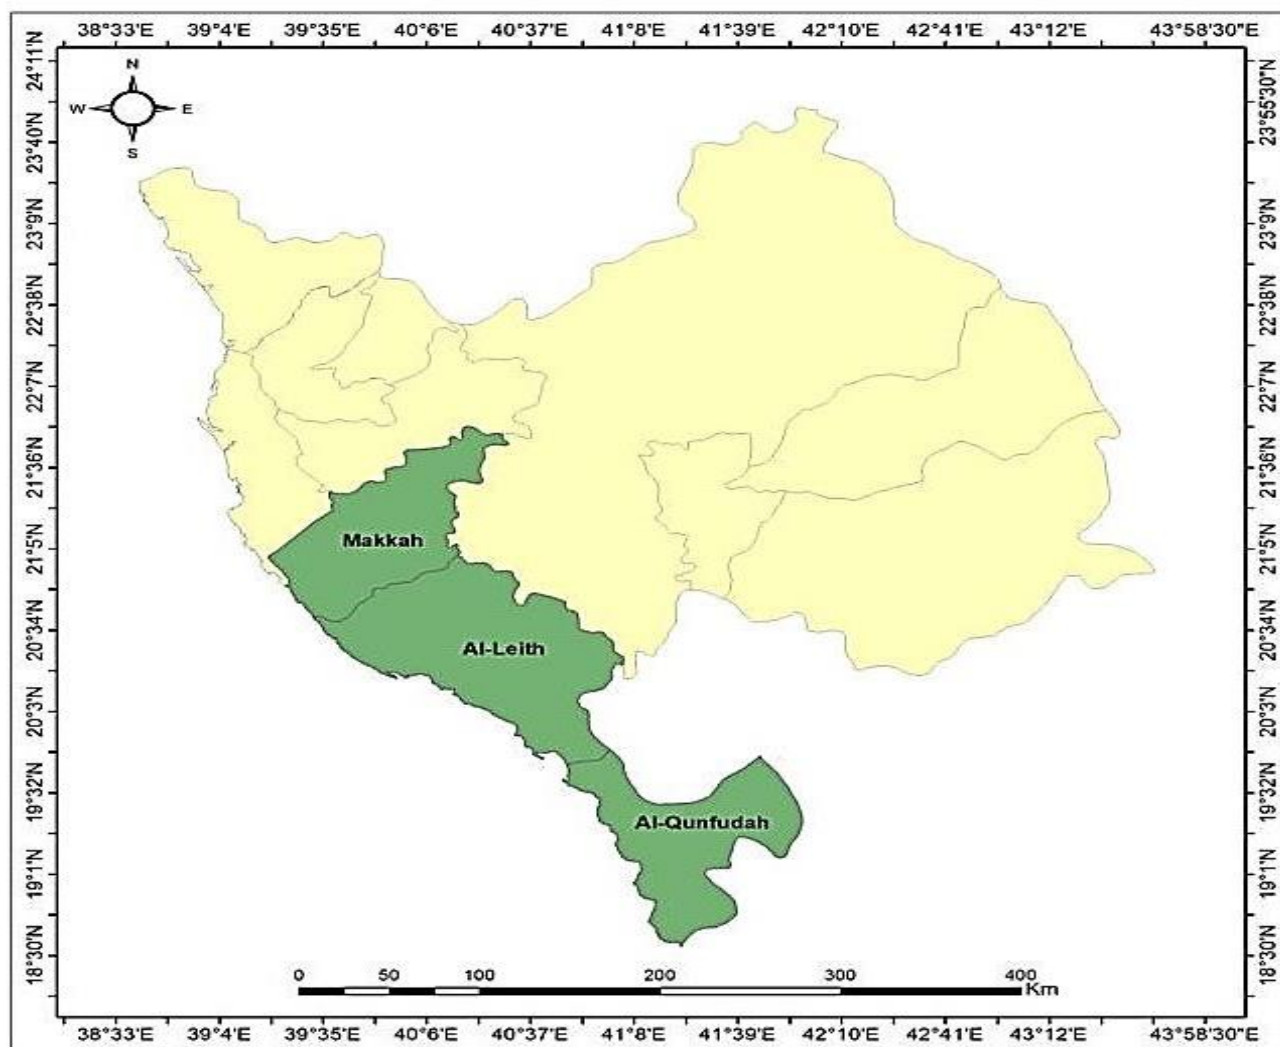 38°33'E 39°4'E 39°35'E 40°6'E 40°37'E 41°8'E 41°39'E 42°10'E 42°41'E 43°12'E 43°58'30"E
24°11'N
23°40'N
23°9'N
22°38'N
22°7'N
21°36'N
21°5'N
20°34'N
20°3'N
19°32'N
19°1'N
18°30'N
N
W E
S
Makkah
Al-Leith
Al-Qunfudah
0 50 100 200 300 400
Km
23°55'30"N
23°40'N
23°9'N
22°38'N
22°7'N
21°36'N
21°5'N
20°34'N
20°3'N
19°32'N
19°1'N
18°30'N
38°33'E 39°4'E 39°35'E 40°6'E 40°37'E 41°8'E 41°39'E 42°10'E 42°41'E 43°12'E 43°58'30"E